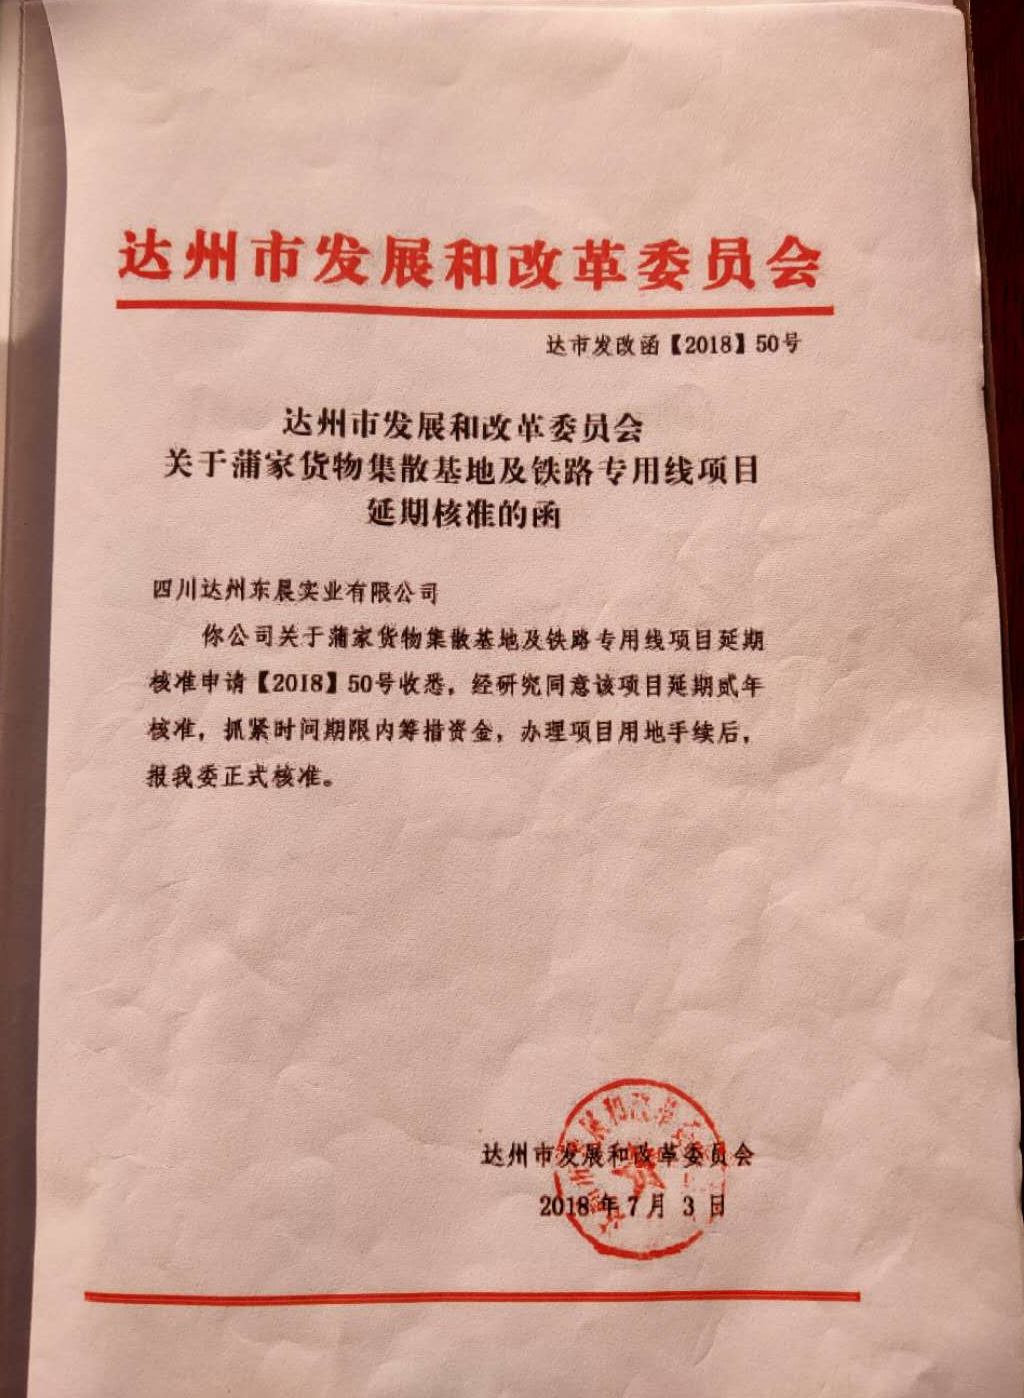 达州市发展和改革委员会
达市发改函【2018】50号
达州市发展和改革委员会
关于蒲家货物集散基地及铁路专用线项目
延期核准的函
四川达州东晨实业有限公司
你公司关于蒲家货物集散基地及铁路专用线项目延期
核准申请【2018】50号收悉，经研究同意该项目延期贰年
核准，抓紧时间期限内筹措资金，办理项目用地手续后，
报我委正式核准。
达州市发展和改革委员会
2018年7月3日